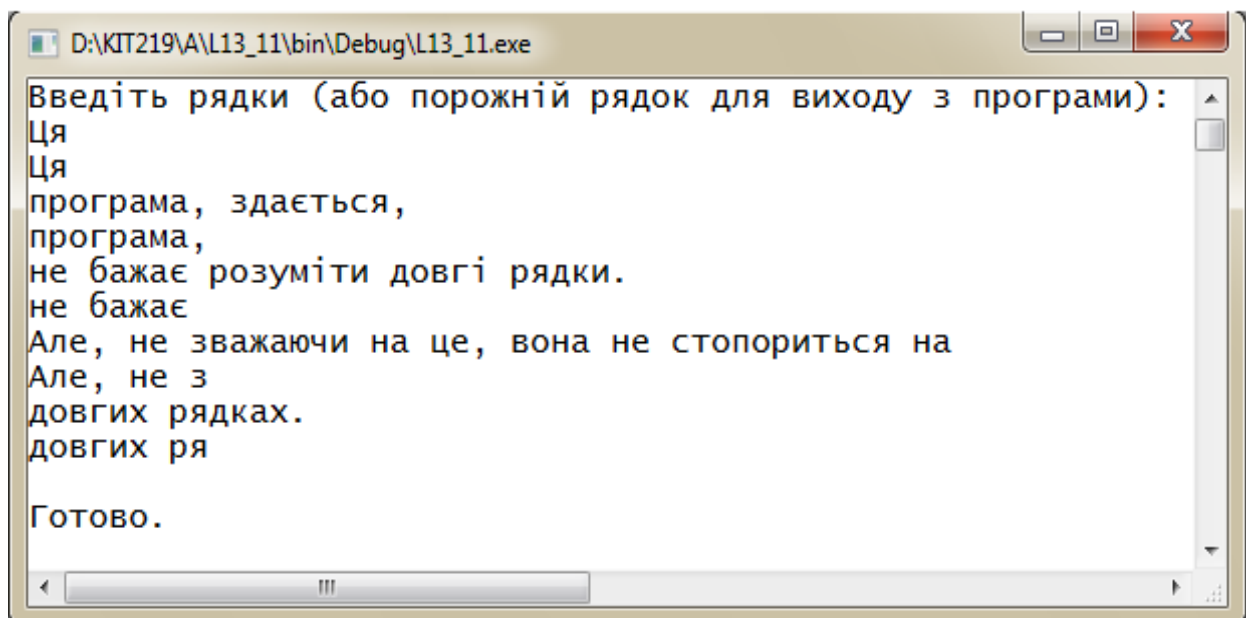 D:\KIT219\A\L13_11\bin\Debug\L13_11.exe
Введіть рядки (або порожній рядок для виходу з програми):
Ця
Ця
програма, здається,
програма,
не бажає розуміти довгі рядки.
не бажає
Але, не зважаючи на це, вона не стопориться на
Але, не з
довгих рядках.
довгих ря
Готово.